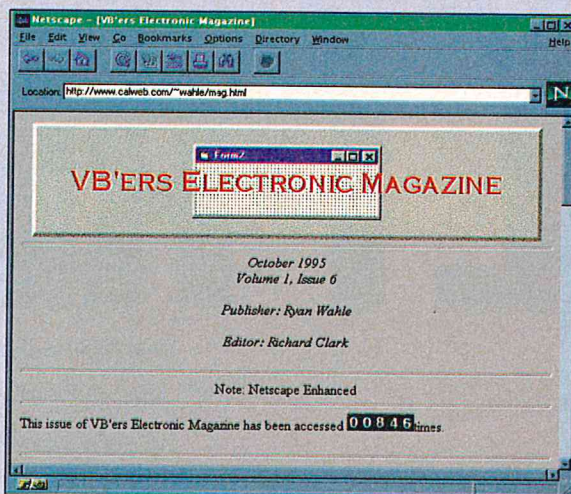 Netscape - [VB'ers Electronic Magazine]
File Edit View Go Bookmarks Options Directory Window Help
Location: http://www.calweb.com/~wahle/mag.html
N
Form2
VB'ERS ELECTRONIC MAGAZINE
October 1995
Volume 1, Issue 6
Publisher: Ryan Wahle
Editor: Richard Clark
Note: Netscape Enhanced
This issue of VB'ers Electronic Magazine has been accessed 00846 times.